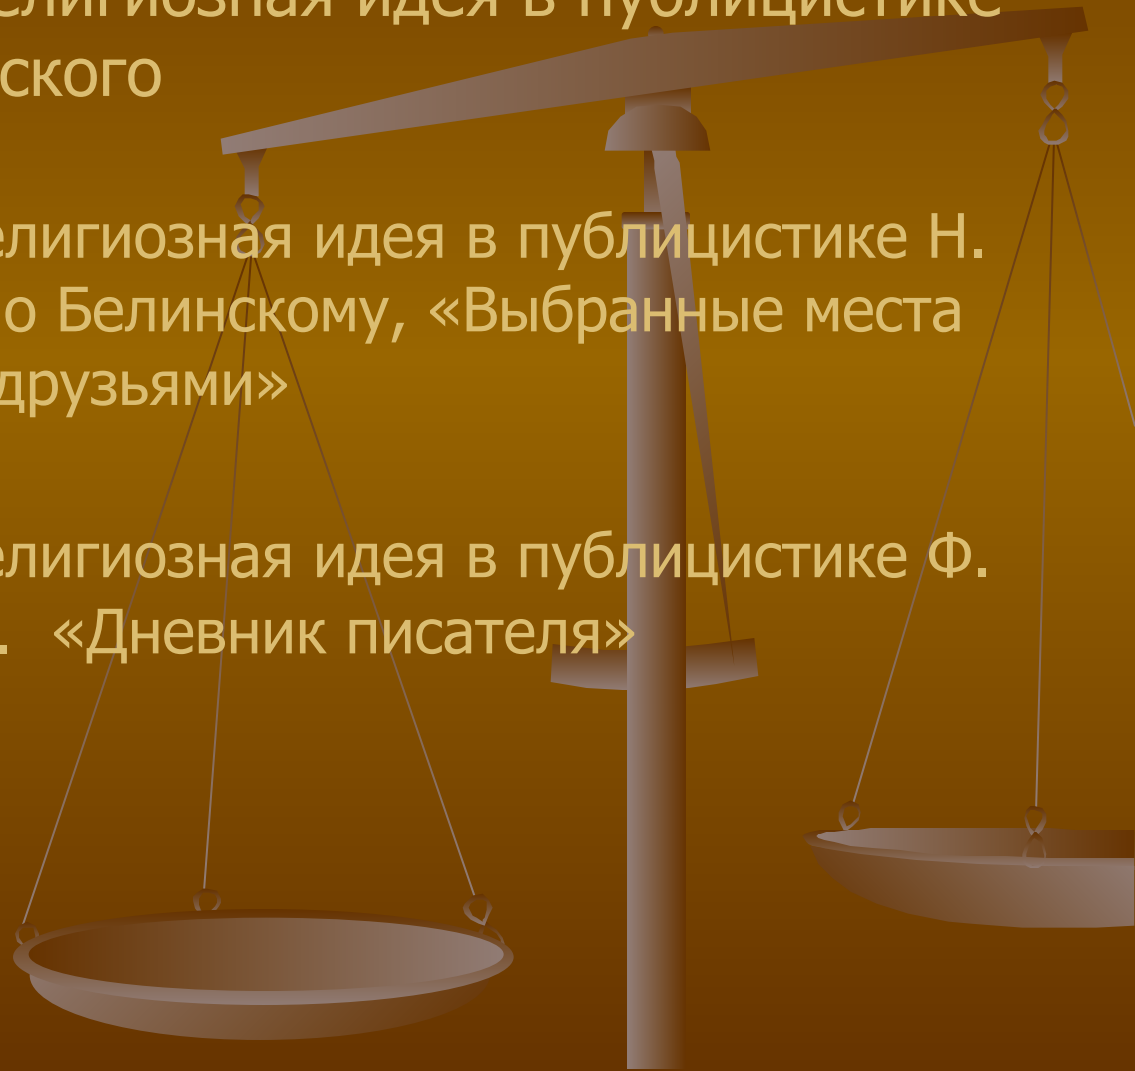 елигиозная идея в публицистике
ского
елигиозная идея в публицистике Н.
о Белинскому, «Выбранные места
друзьями»
елигиозная идея в публицистике Ф.
. «Дневник писателя»